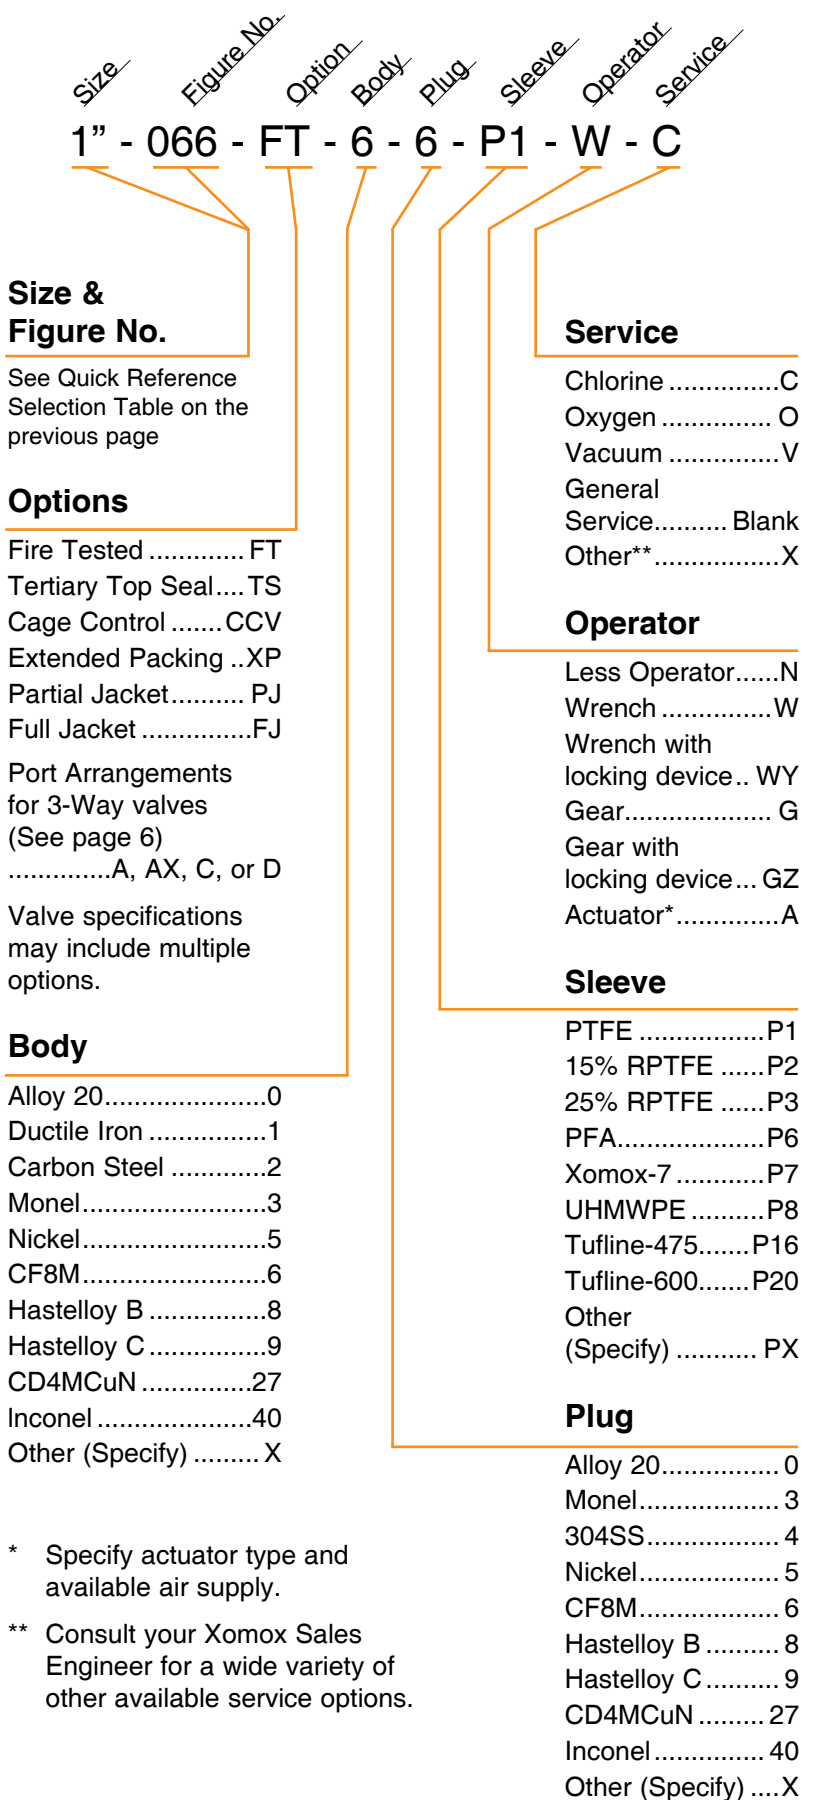 Size Figure No. Option Body Plug Sleeve Operator Service
1” - 066 - FT - 6 - 6 - P1 - W - C
Size &
Figure No.
See Quick Reference
Selection Table on the
previous page
Options
Fire Tested ............. FT
Tertiary Top Seal....TS
Cage Control .......CCV
Extended Packing ..XP
Partial Jacket.......... PJ
Full Jacket ...............FJ
Port Arrangements
for 3-Way valves
(See page 6)
..............A, AX, C, or D
Valve specifications
may include multiple
options.
Body
Alloy 20......................0
Ductile Iron ................1
Carbon Steel .............2
Monel.........................3
Nickel.........................5
CF8M.........................6
Hastelloy B ................8
Hastelloy C ................9
CD4MCuN ...............27
Inconel .....................40
Other (Specify) ......... X
* Specify actuator type and
available air supply.
** Consult your Xomox Sales
Engineer for a wide variety of
other available service options.
Service
Chlorine ...............C
Oxygen ............... O
Vacuum ...............V
General
Service.......... Blank
Other**.................X
Operator
Less Operator......N
Wrench ...............W
Wrench with
locking device.. WY
Gear.................... G
Gear with
locking device... GZ
Actuator*..............A
Sleeve
PTFE .................P1
15% RPTFE ......P2
25% RPTFE ......P3
PFA....................P6
Xomox-7 ............P7
UHMWPE ..........P8
Tufline-475.......P16
Tufline-600.......P20
Other
(Specify) ........... PX
Plug
Alloy 20................ 0
Monel................... 3
304SS.................. 4
Nickel................... 5
CF8M................... 6
Hastelloy B .......... 8
Hastelloy C .......... 9
CD4MCuN ......... 27
Inconel ............... 40
Other (Specify) ....X